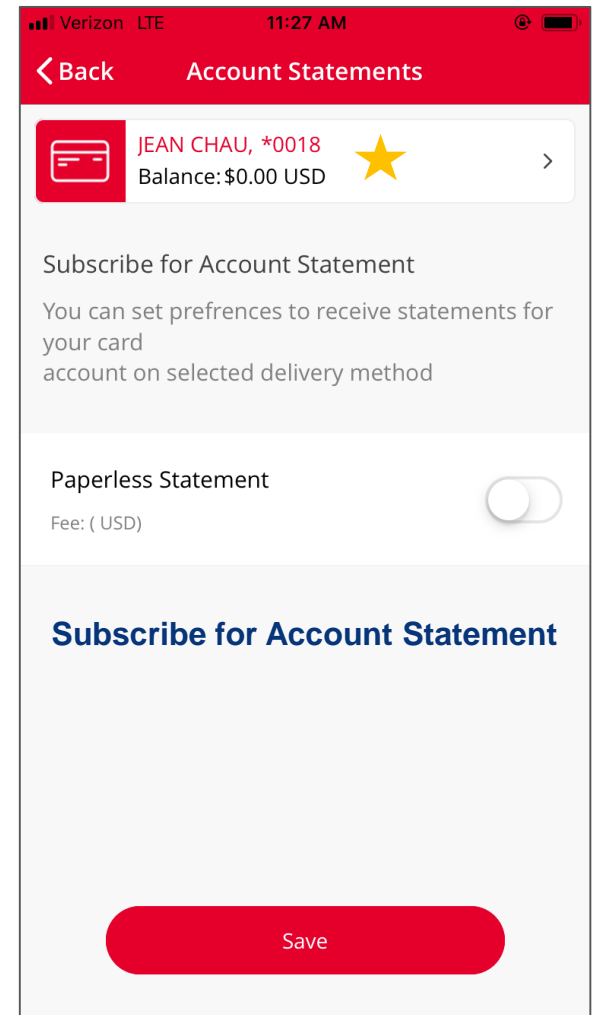 Verizon LTE 11:27 AM
Back Account Statements
JEAN CHAU, *0018
Balance: $0.00 USD
Subscribe for Account Statement
You can set prefrences to receive statements for
your card
account on selected delivery method
Paperless Statement
Fee: ( USD)
Subscribe for Account Statement
Save